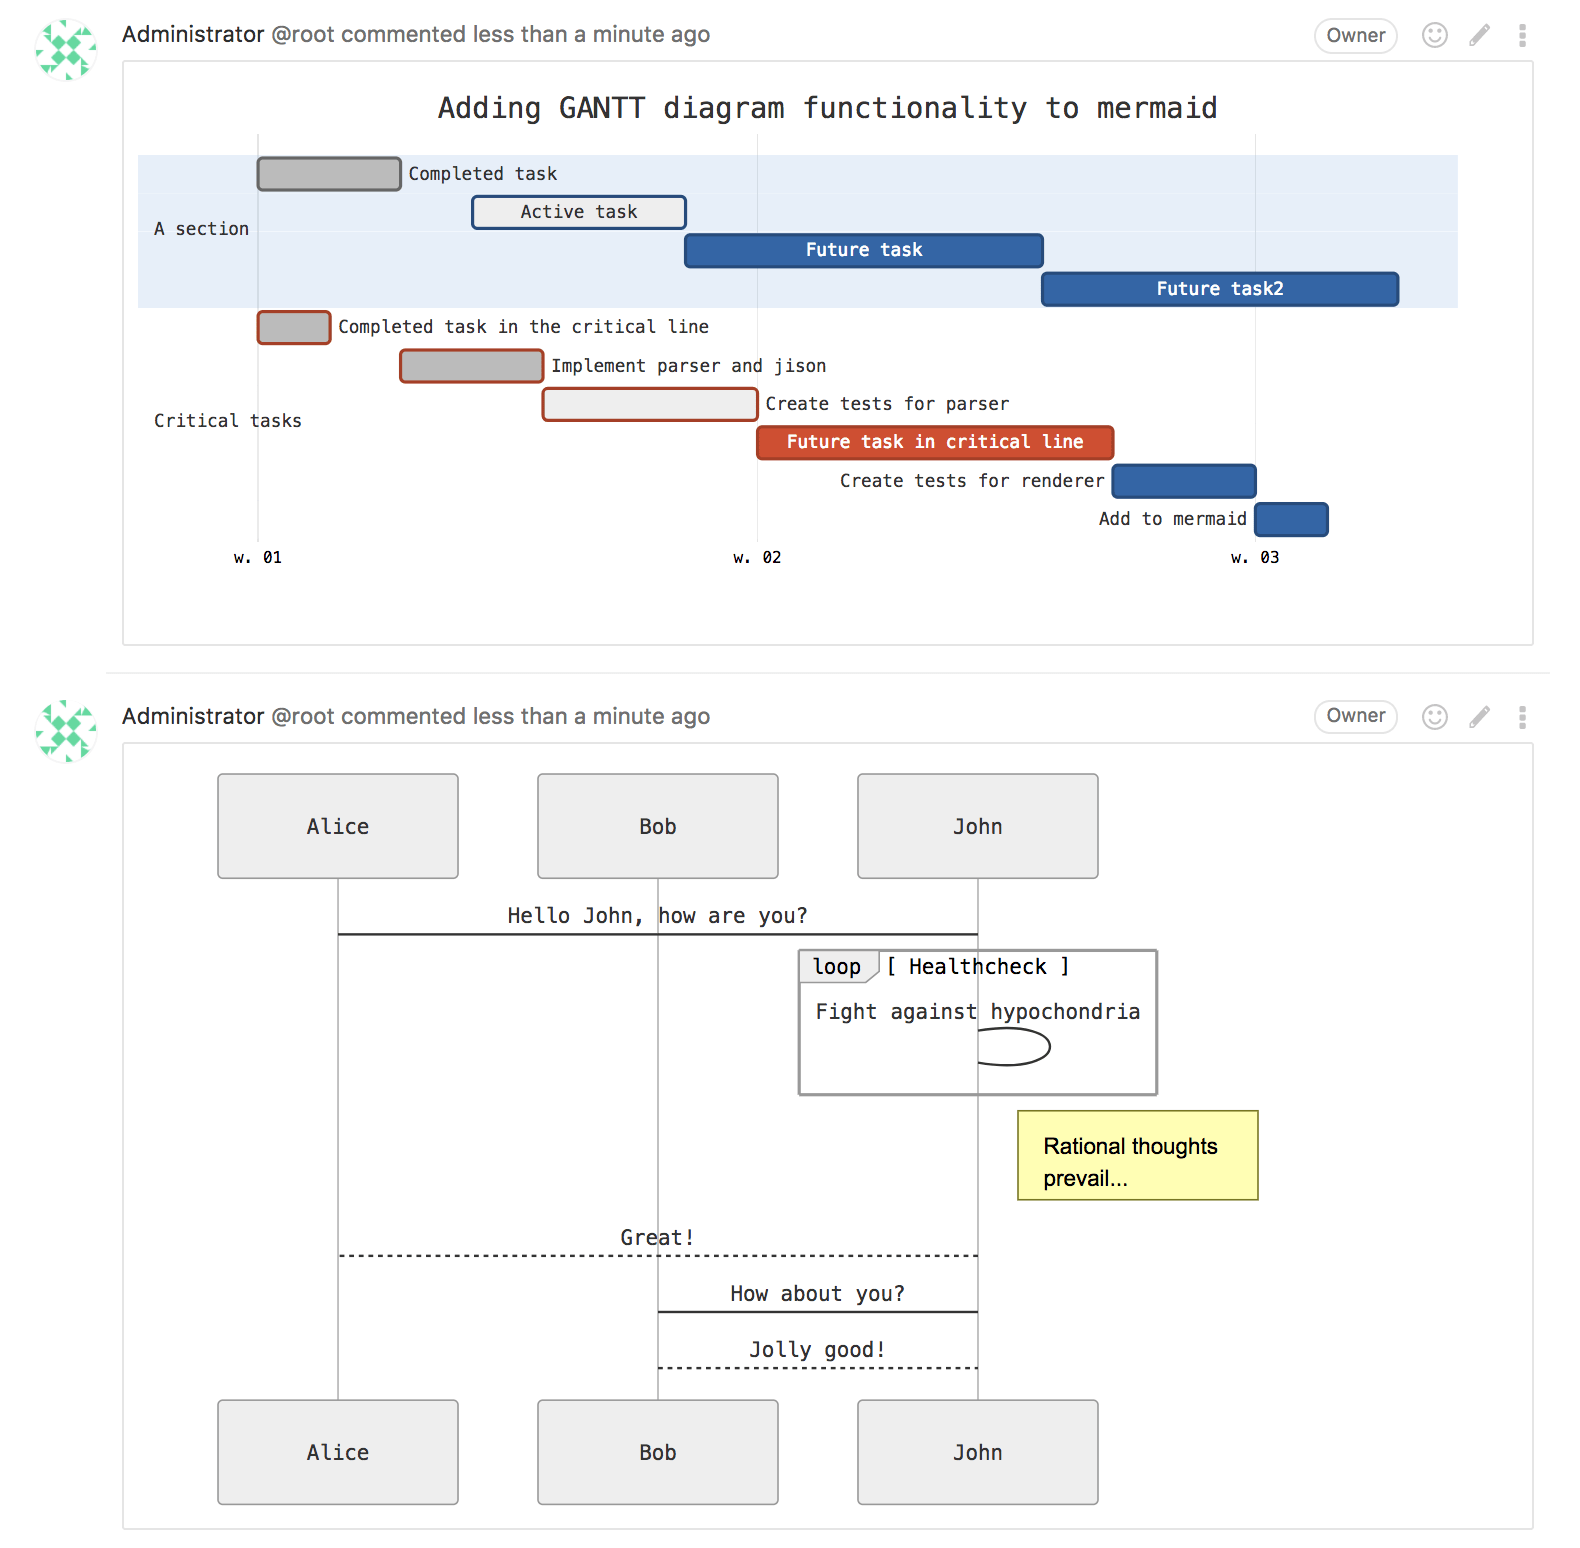 Administrator @root commented less than a minute ago
Owner
Adding GANTT diagram functionality to mermaid
Completed task
Active task
A section
Future task
Future task2
Completed task in the critical line
Implement parser and jison
Create tests for parser
Critical tasks
Future task in critical line
Create tests for renderer
Add to mermaid
w. 01 w. 02 w. 03
Administrator @root commented less than a minute ago
Owner
Alice Bob John
Hello John, how are you?
loop [ Healthcheck ]
Fight against hypochondria
Rational thoughts
prevail...
Great!
How about you?
Jolly good!
Alice Bob John